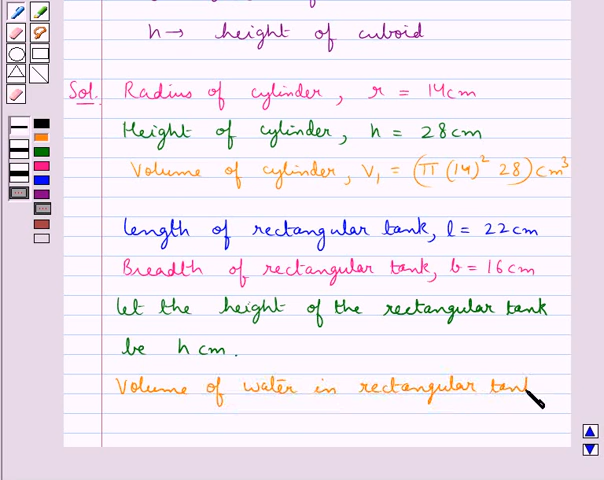 h → height of cuboid
Sol. Radius of cylinder, r = 14cm
Height of cylinder, h = 28cm
Volume of cylinder, V₁ = (π (14)² 28) cm³
length of rectangular tank, l = 22cm
Breadth of rectangular tank, b = 16cm
let the height of the rectangular tank
be h cm.
Volume of water in rectangular tank